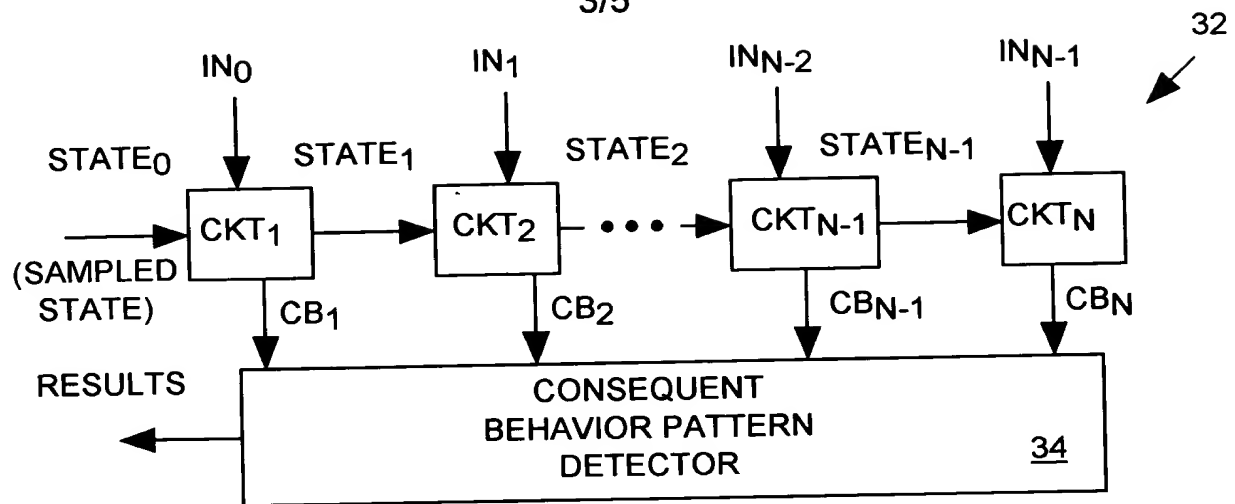 3/5
32
IN0
IN1
INN-2
INN-1
STATE0
STATE1
STATE2
STATEN-1
CKT1
CKT2
CKTN-1
CKTN
(SAMPLED
STATE)
CB1
CB2
CBN-1
CBN
RESULTS
CONSEQUENT
BEHAVIOR PATTERN
DETECTOR
34